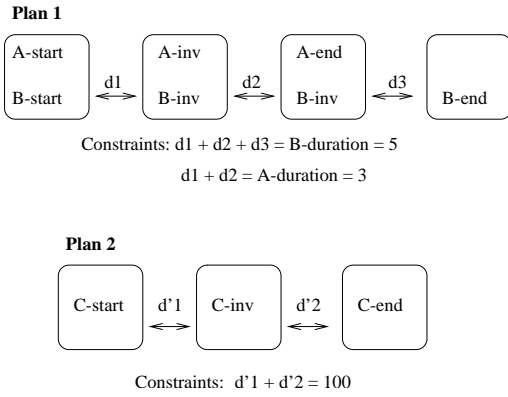 Plan 1
A-start A-inv A-end
d1 d2 d3
B-start B-inv B-inv B-end
Constraints: d1 + d2 + d3 = B-duration = 5
d1 + d2 = A-duration = 3
Plan 2
C-start d'1 C-inv d'2 C-end
Constraints: d'1 + d'2 = 100